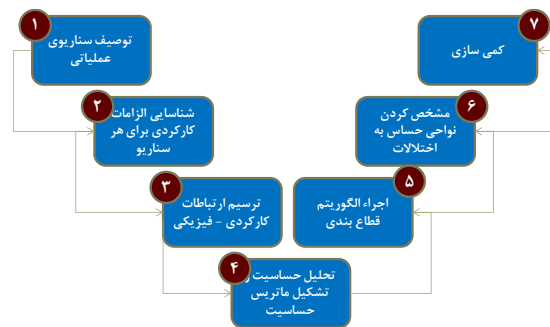 ۱
توصیف سناریوی
عملیاتی
۲
شناسایی الزامات
کارکردی برای هر
سناریو
۳
ترسیم ارتباطات
کارکردی - فیزیکی
۴
تحلیل حساسیت و
تشکیل ماتریس
حساسیت
۵
اجراء الگوریتم
قطاع بندی
۶
مشخص کردن
نواحی حساس به
اختلالات
۷
کمی سازی